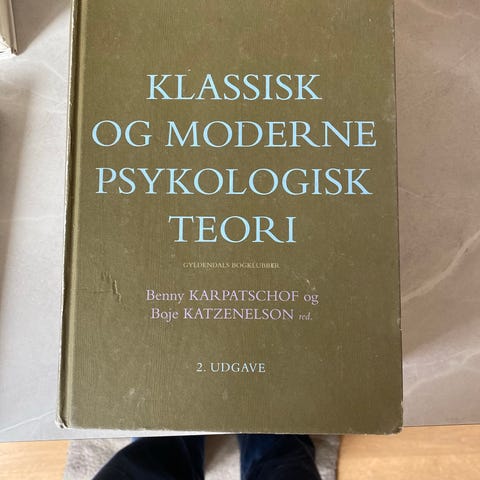 KLASSISK
OG MODERNE
PSYKOLOGISK
TEORI
GYLDENDALS BOGKLUBBER
Benny KARPATSCHOF og
Boje KATZENELSON red.
2. UDGAVE